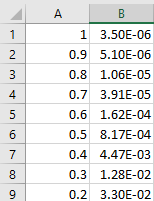 A B
1 1 3.50E-06
2 0.9 5.10E-06
3 0.8 1.06E-05
4 0.7 3.91E-05
5 0.6 1.62E-04
6 0.5 8.17E-04
7 0.4 4.47E-03
8 0.3 1.28E-02
9 0.2 3.30E-02